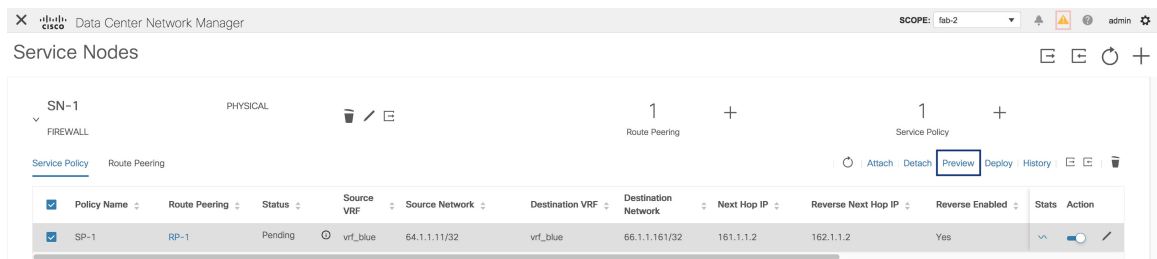 CISCO Data Center Network Manager SCOPE: fab-2 admin
Service Nodes
SN-1 PHYSICAL 1 1
FIREWALL Route Peering Service Policy
Service Policy Route Peering Attach Detach Preview Deploy History
Policy Name Route Peering Status Source VRF Source Network Destination VRF Destination Network Next Hop IP Reverse Next Hop IP Reverse Enabled Stats Action
SP-1 RP-1 Pending vrf_blue 64.1.1.11/32 vrf_blue 66.1.1.161/32 161.1.1.2 162.1.1.2 Yes